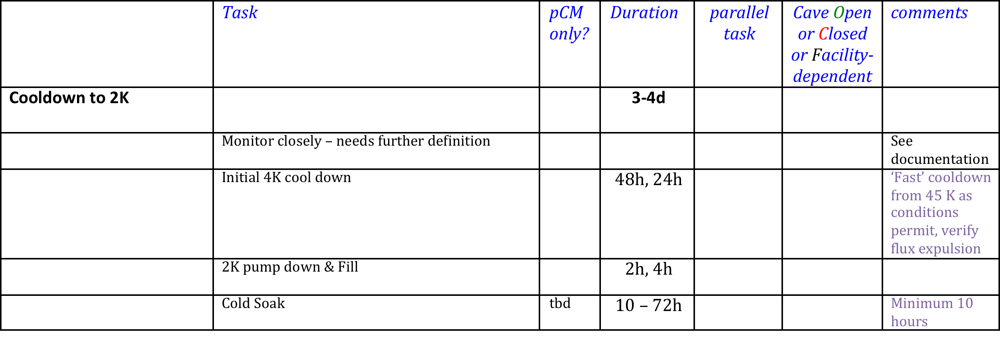 Task
pCM
only?
Duration
parallel
task
Cave Open
or Closed
or Facility-
dependent
comments
Cooldown to 2K
3-4d
Monitor closely – needs further definition
See
documentation
Initial 4K cool down
48h, 24h
‘Fast’ cooldown
from 45 K as
conditions
permit, verify
flux expulsion
2K pump down & Fill
2h, 4h
Cold Soak
tbd
10 – 72h
Minimum 10
hours